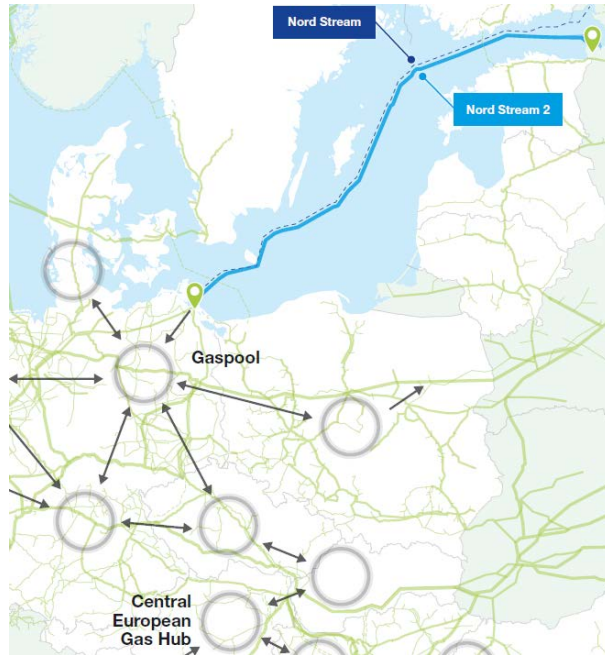 Nord Stream
Nord Stream 2
Gaspool
Central
European
Gas Hub